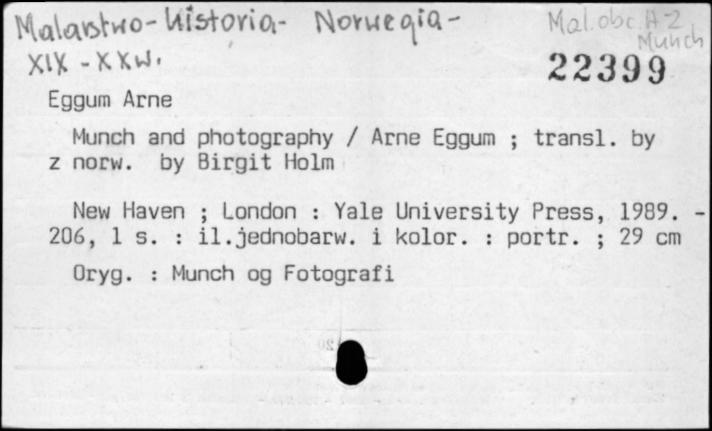 Malarstwo - historia - Norwegia -
Mal. obc. A-2
Munch
XIX - XX w.
22399
Eggum Arne
Munch and photography / Arne Eggum ; transl. by
z norw. by Birgit Holm
New Haven ; London : Yale University Press, 1989. -
206, 1 s. : il.jednobarw. i kolor. : portr. ; 29 cm
Oryg. : Munch og Fotografi